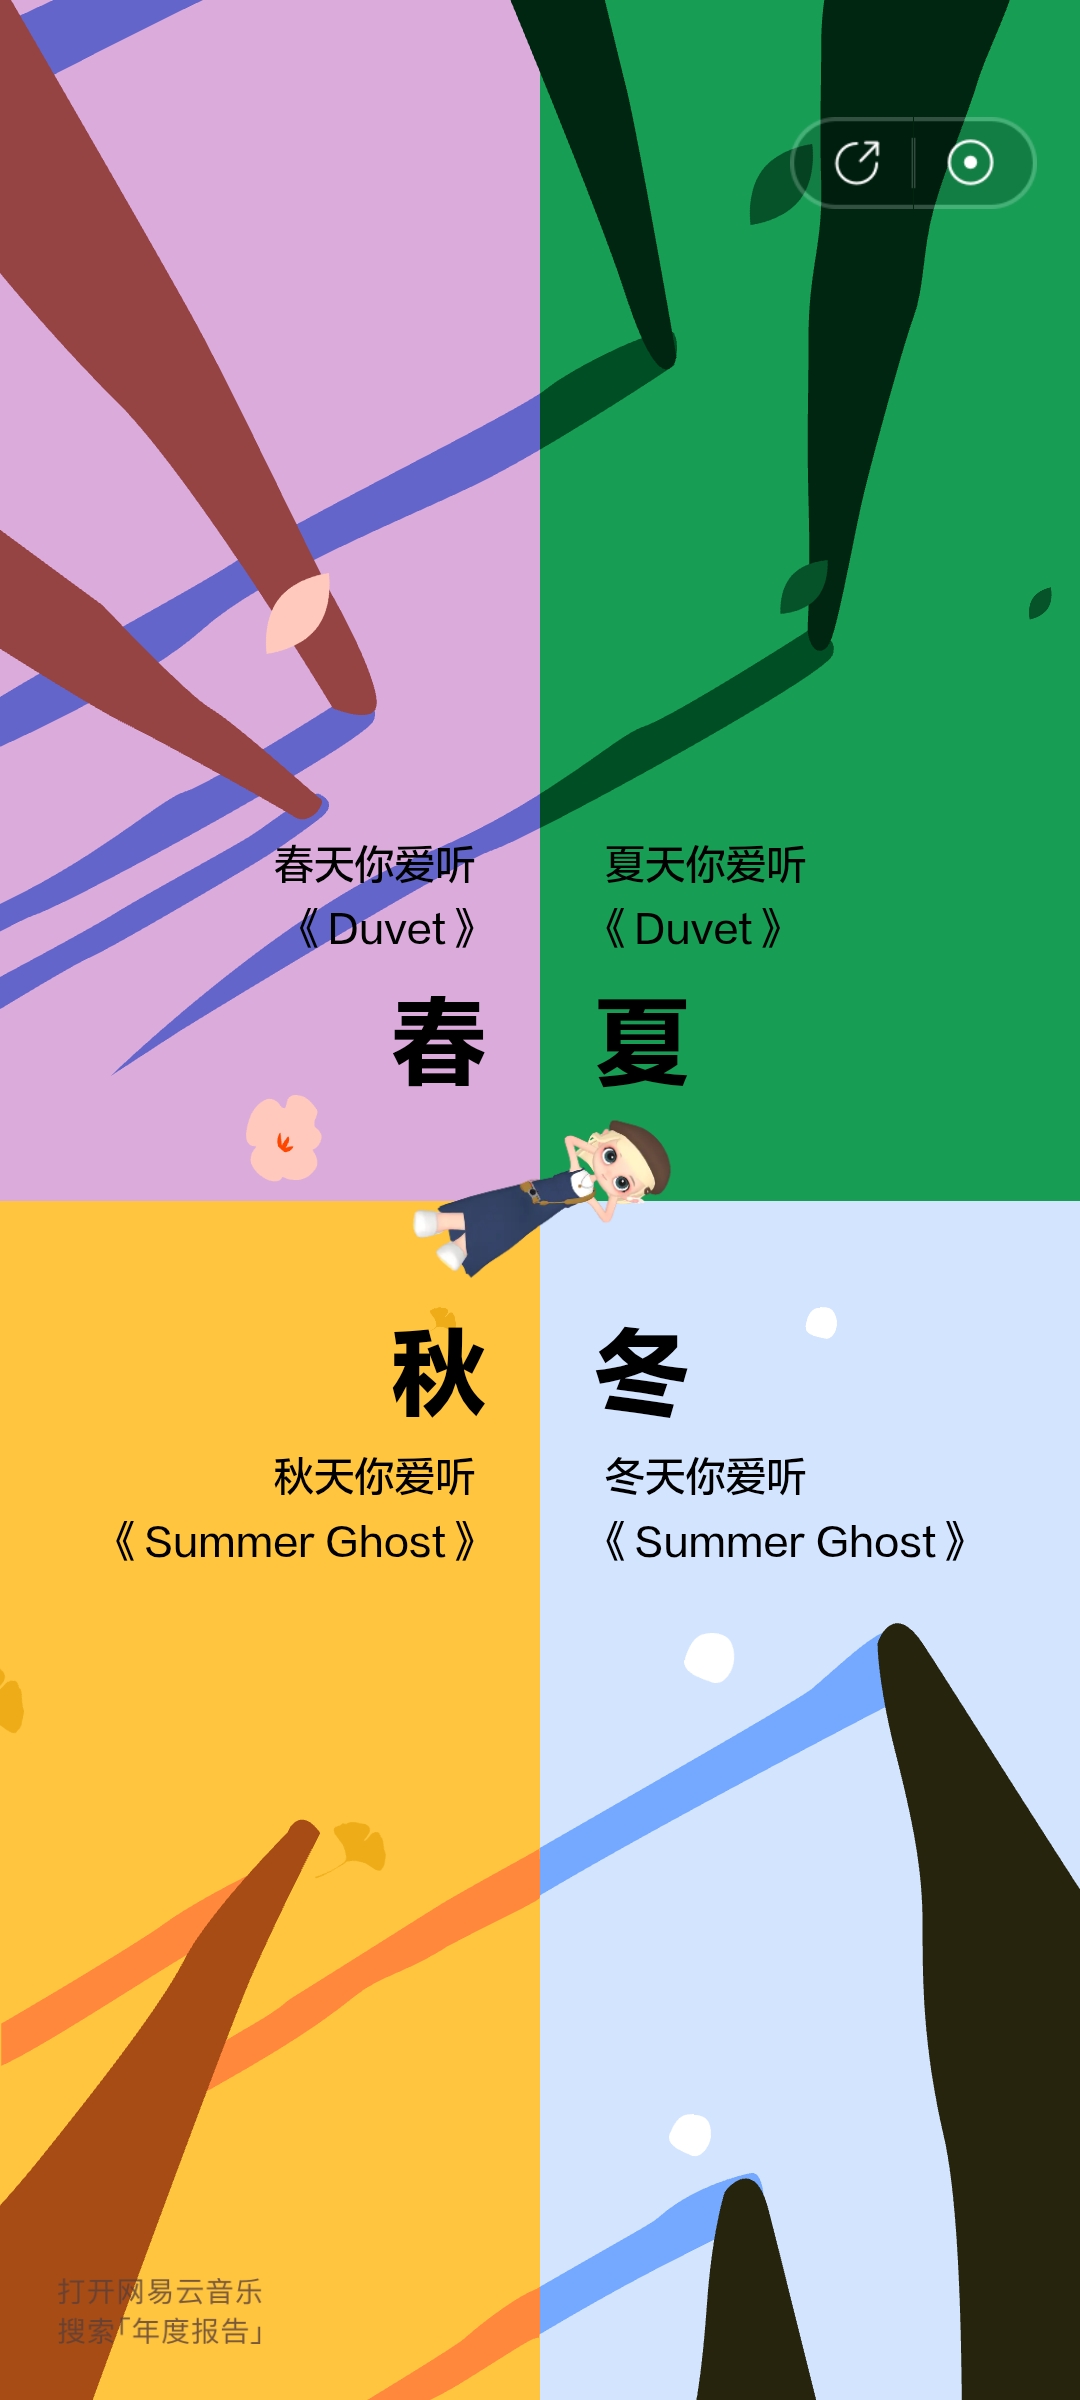 春天你爱听
《Duvet》
春
夏天你爱听
《Duvet》
夏
秋
秋天你爱听
《Summer Ghost》
冬
冬天你爱听
《Summer Ghost》
打开网易云音乐
搜索「年度报告」